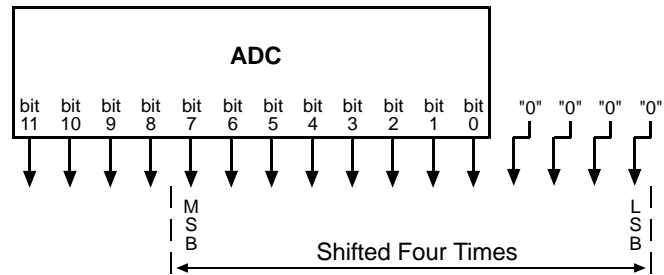 ADC
bit bit bit bit bit bit bit bit bit bit bit bit "0" "0" "0" "0"
11 10 9 8 7 6 5 4 3 2 1 0
MSB LSB
Shifted Four Times